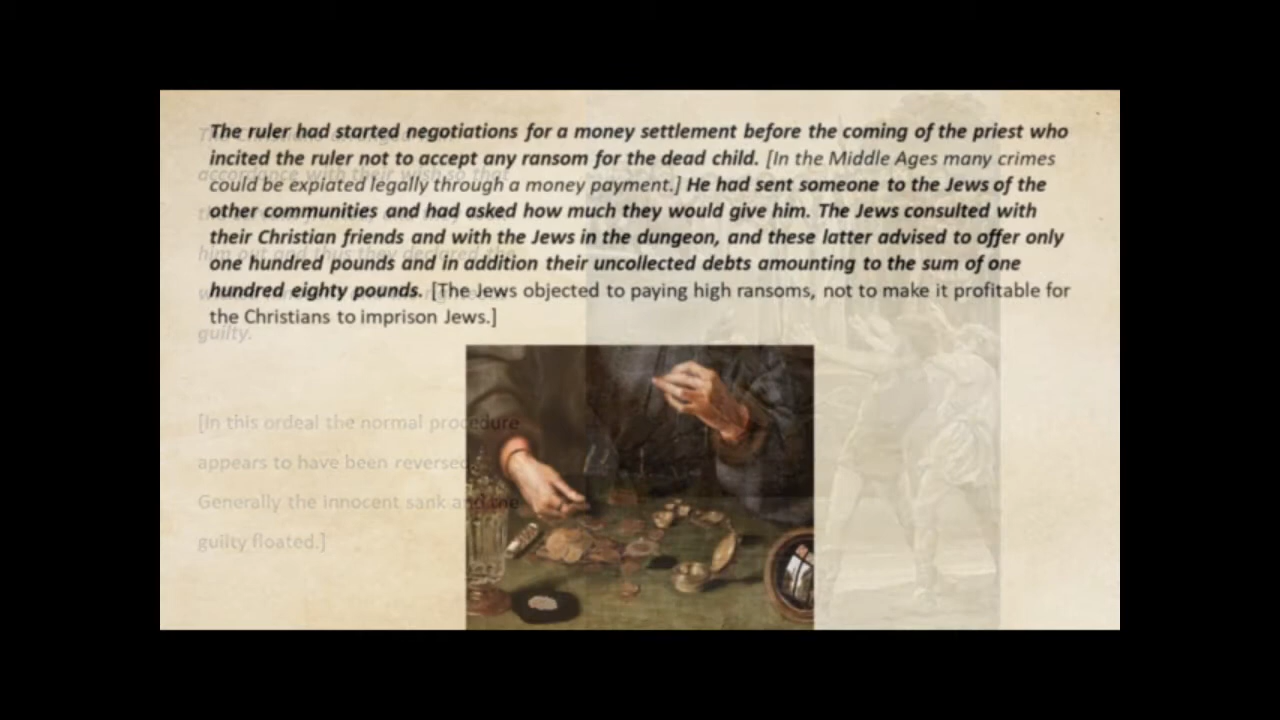 The ruler had started negotiations for a money settlement before the coming of the priest who
incited the ruler not to accept any ransom for the dead child. [In the Middle Ages many crimes
could be expiated legally through a money payment.] He had sent someone to the Jews of the
other communities and had asked how much they would give him. The Jews consulted with
their Christian friends and with the Jews in the dungeon, and these latter advised to offer only
one hundred pounds and in addition their uncollected debts amounting to the sum of one
hundred eighty pounds. [The Jews objected to paying high ransoms, not to make it profitable for
the Christians to imprison Jews.]
guilty.
[In this ordeal the normal procedure
appears to have been reversed.
Generally the innocent sank and the
guilty floated.]